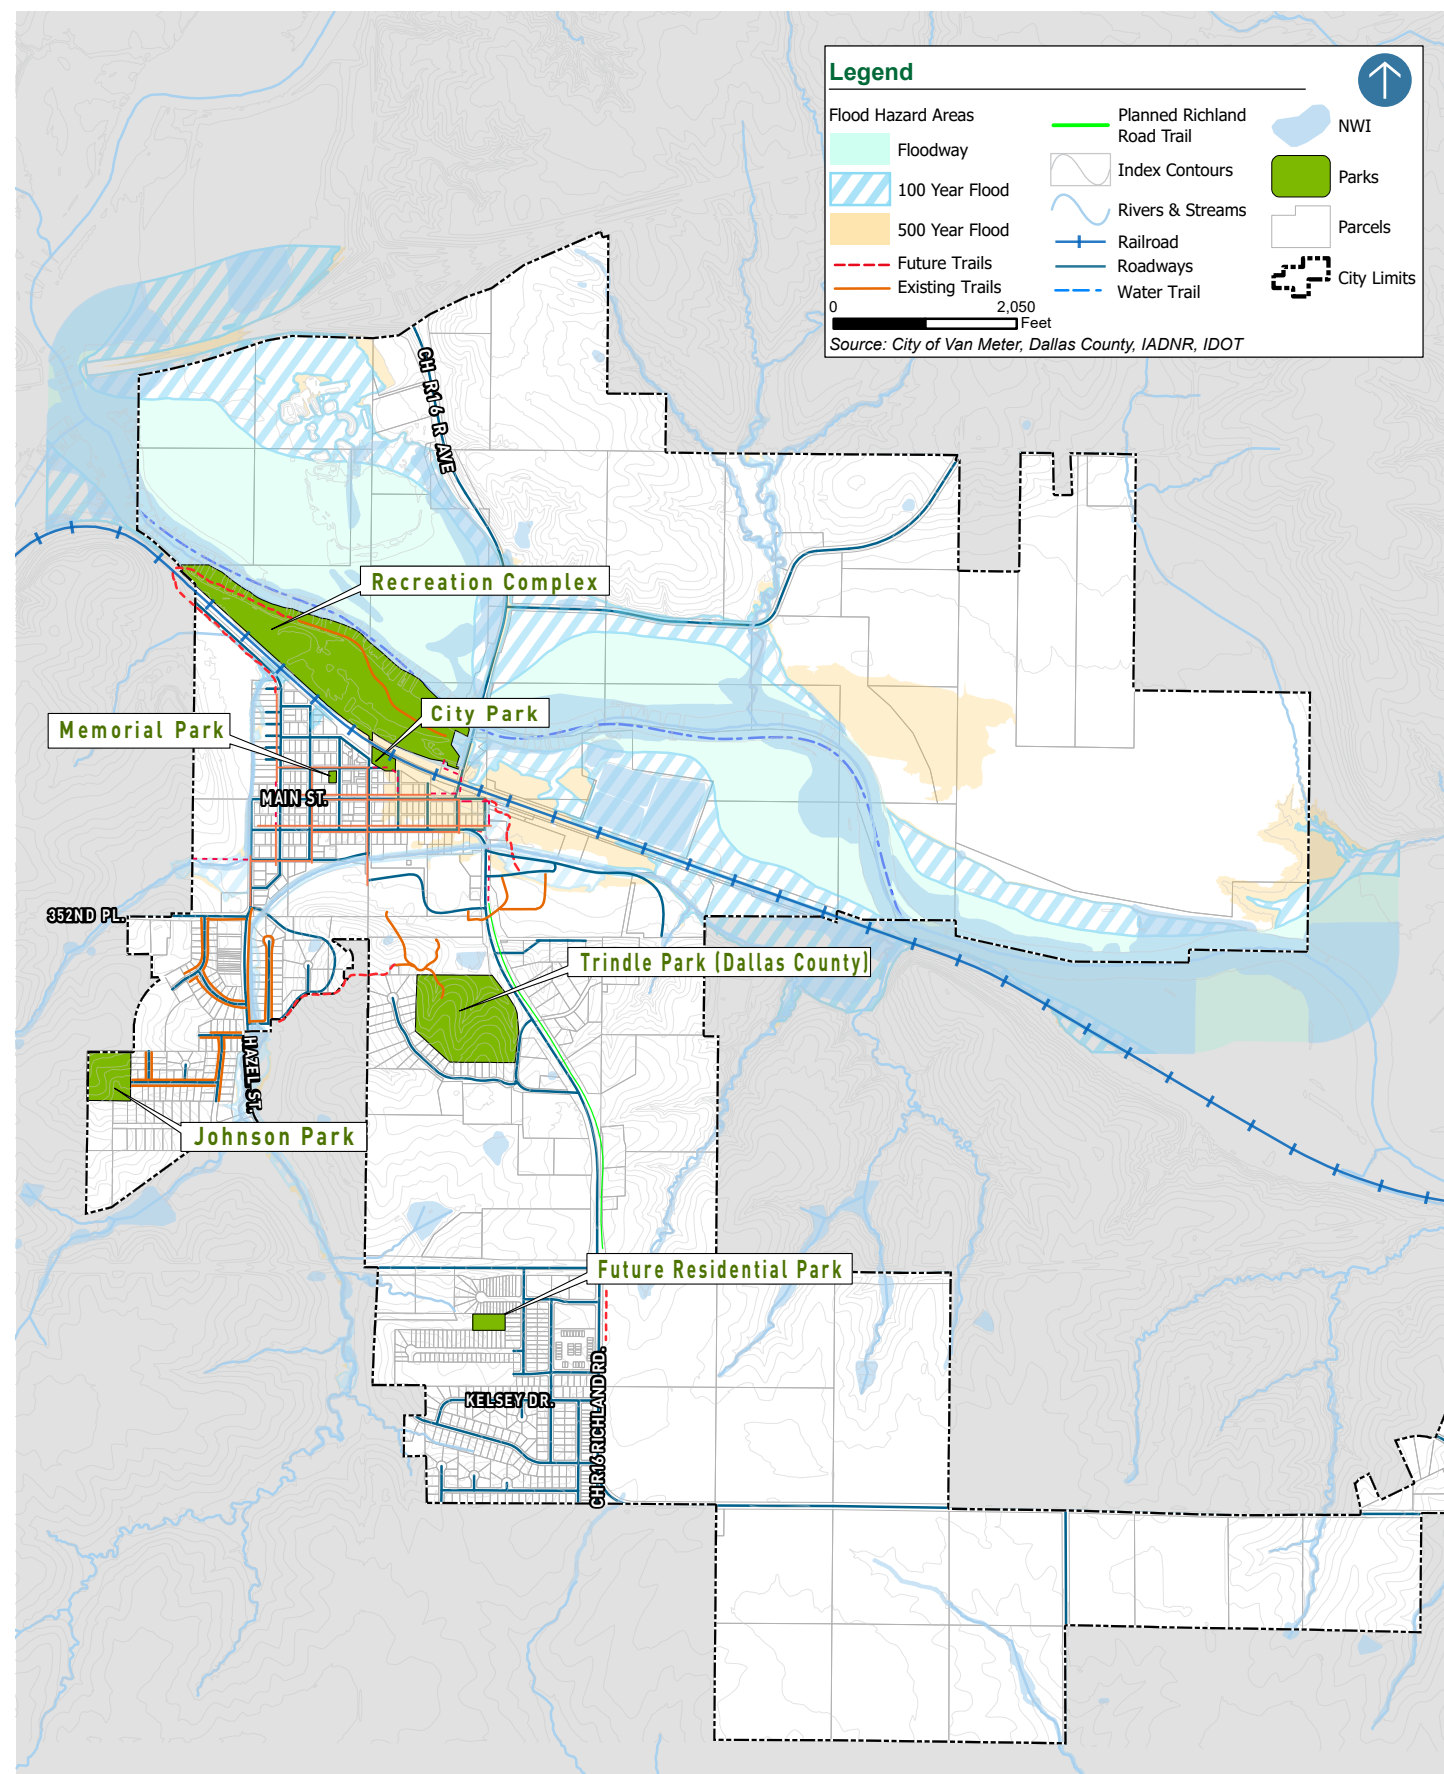 Legend
Flood Hazard Areas
Floodway
100 Year Flood
500 Year Flood
Future Trails
Existing Trails
Planned Richland
Road Trail
Index Contours
Rivers & Streams
Railroad
Roadways
Water Trail
NWI
Parks
Parcels
City Limits
0 2,050
Feet
Source: City of Van Meter, Dallas County, IADNR, IDOT
CH R16 R AVE
Recreation Complex
City Park
Memorial Park
MAIN ST.
352ND PL.
Trindle Park (Dallas County)
HAZEL ST.
Johnson Park
Future Residential Park
KELSEY DR.
CH R16 RICHLAND RD.